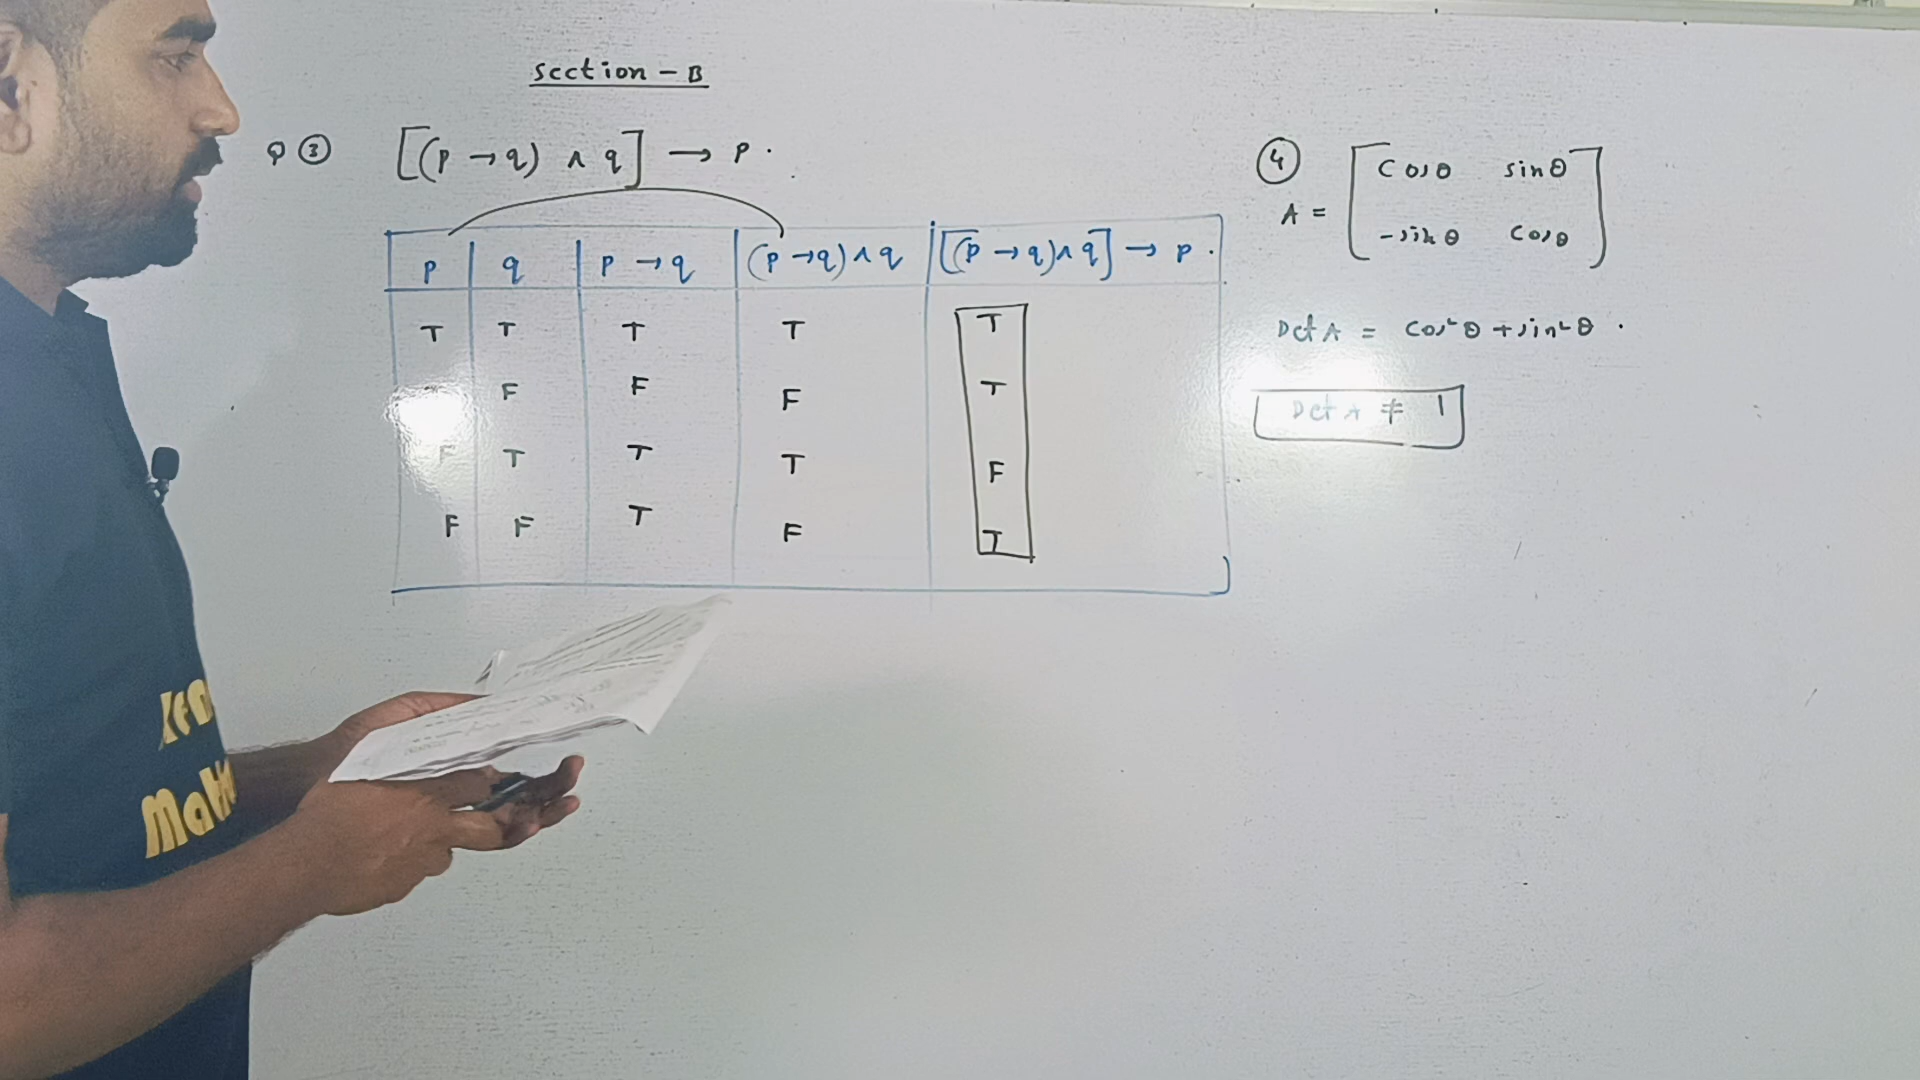 Section - B
Q ③ [(p → q) ∧ q] → p.
p q p → q (p → q) ∧ q [(p → q) ∧ q] → p.
T T T T T
F F F T
F T T T F
F F T F T
④
A = [ cosθ sinθ
-sinθ cosθ ]
Det A = cos²θ + sin²θ.
Det A ≠ 1